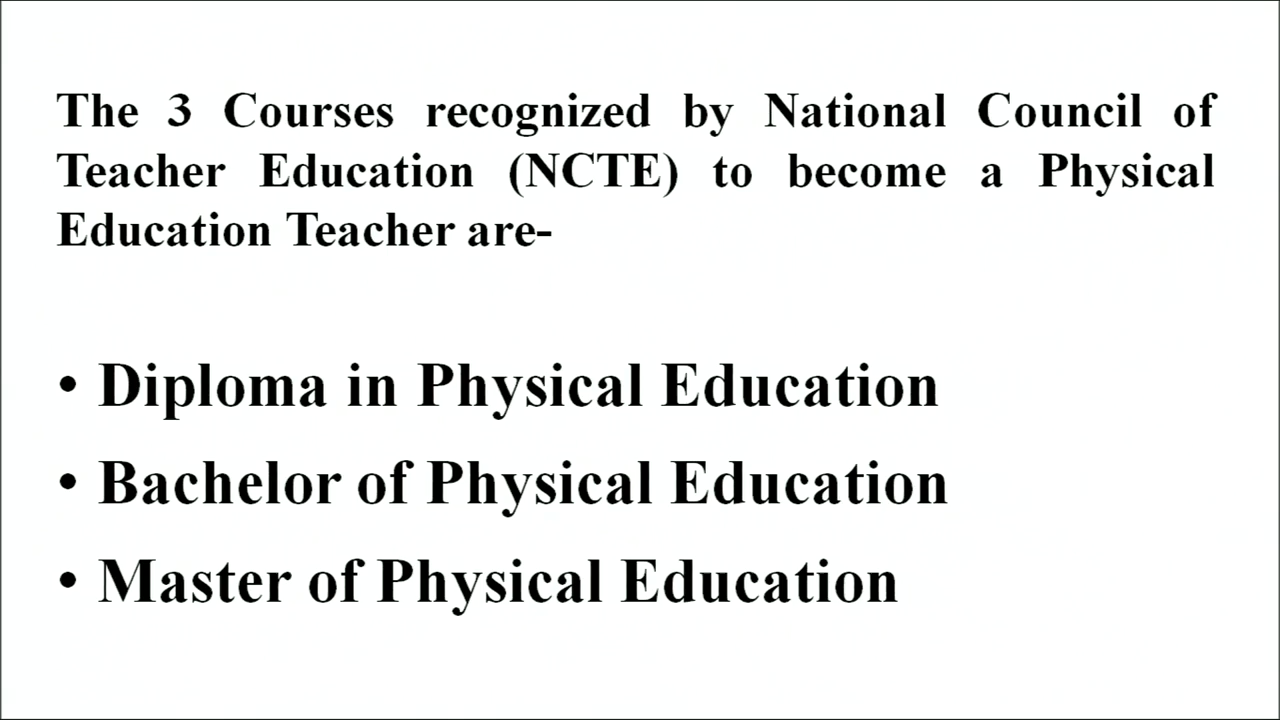 The 3 Courses recognized by National Council of
Teacher Education (NCTE) to become a Physical
Education Teacher are-
• Diploma in Physical Education
• Bachelor of Physical Education
• Master of Physical Education